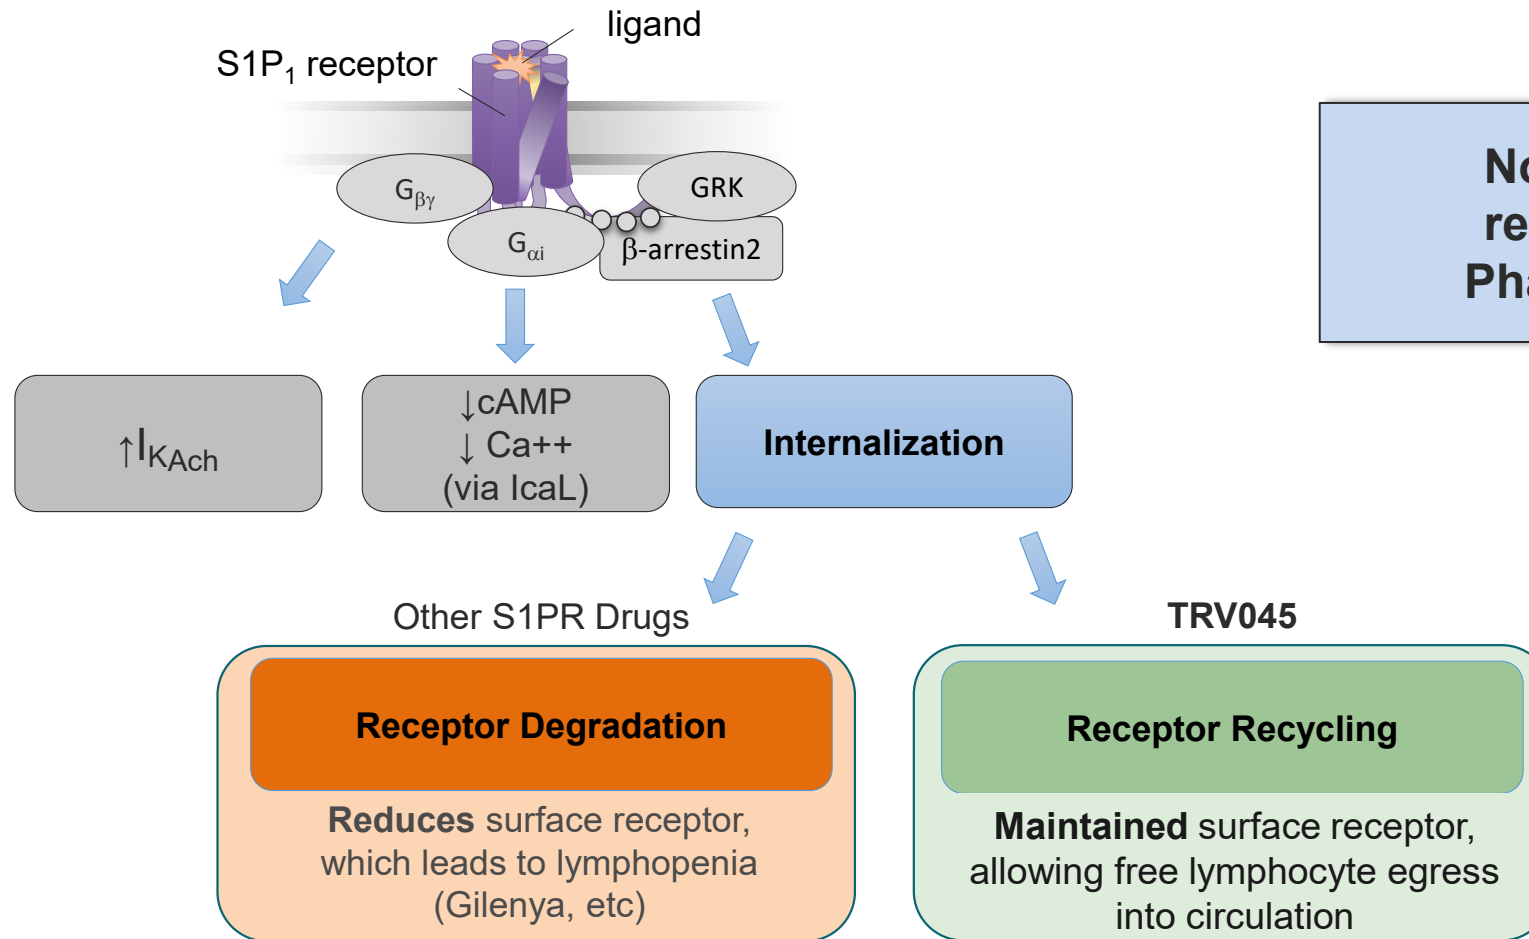 ligand
S1P₁ receptor
Gβγ
GRK
Gαi
β-arrestin2
↑IKAch
↓cAMP
↓ Ca++
(via IcaL)
Internalization
Other S1PR Drugs
TRV045
Receptor Degradation
Receptor Recycling
Reduces surface receptor,
which leads to lymphopenia
(Gilenya, etc)
Maintained surface receptor,
allowing free lymphocyte egress
into circulation